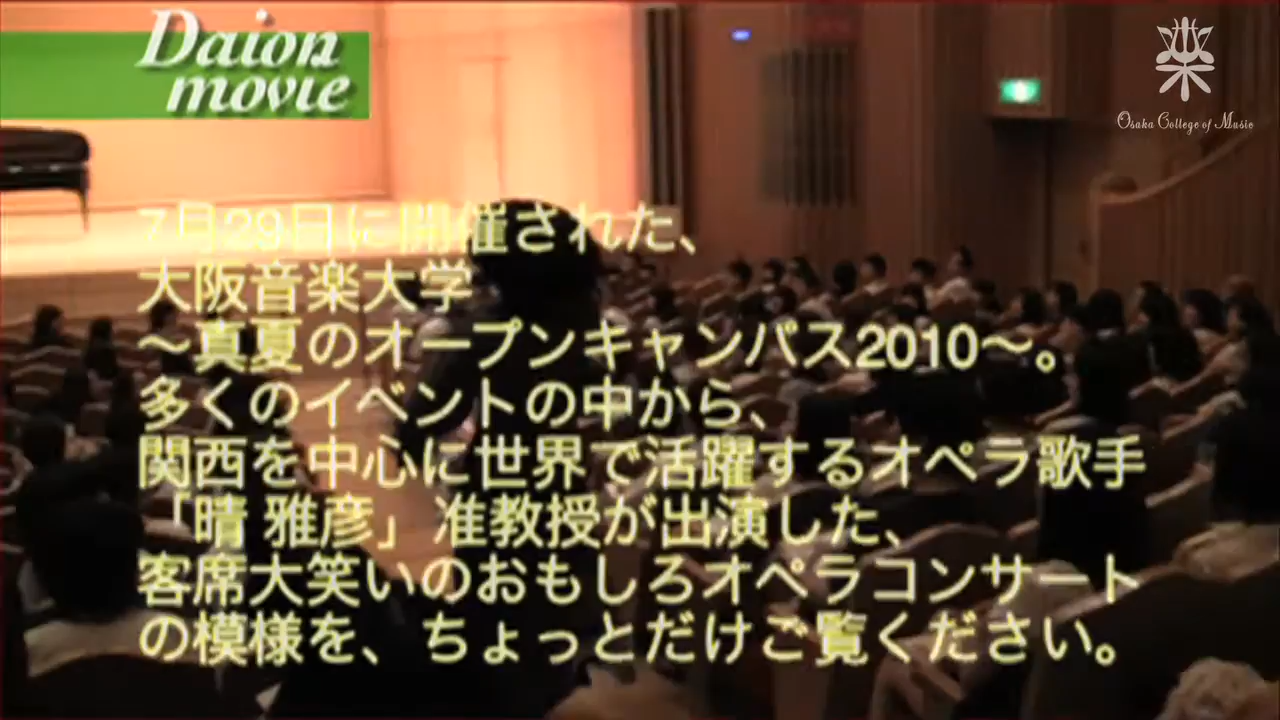 Daion
movie
Osaka College of Music
7月29日に開催された、
大阪音楽大学
～真夏のオープンキャンパス2010～。
多くのイベントの中から、
関西を中心に世界で活躍するオペラ歌手
「晴 雅彦」准教授が出演した、
客席大笑いのおもしろオペラコンサート
の模様を、ちょっとだけご覧ください。